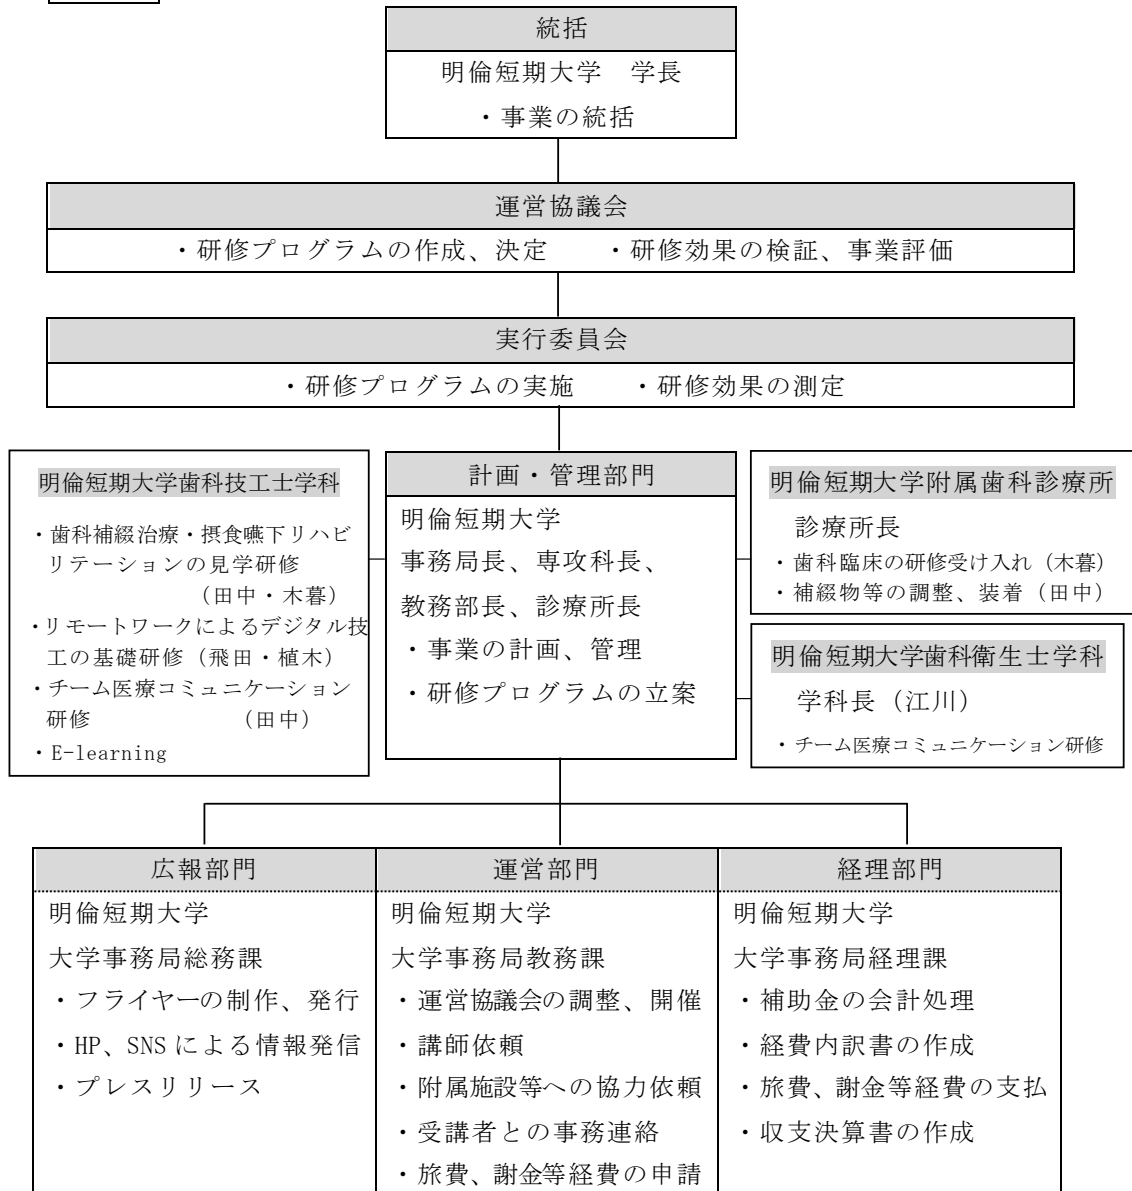 統括
明倫短期大学　学長
・事業の統括
運営協議会
・研修プログラムの作成、決定　　・研修効果の検証、事業評価
実行委員会
・研修プログラムの実施　　・研修効果の測定
明倫短期大学歯科技工士学科
・歯科補綴治療・摂食嚥下リハビ
リテーションの見学研修
（田中・木暮）
・リモートワークによるデジタル技
工の基礎研修（飛田・植木）
・チーム医療コミュニケーション
研修　　　　　　（田中）
・E-learning
計画・管理部門
明倫短期大学
事務局長、専攻科長、
教務部長、診療所長
・事業の計画、管理
・研修プログラムの立案
明倫短期大学附属歯科診療所
診療所長
・歯科臨床の研修受け入れ（木暮）
・補綴物等の調整、装着（田中）
明倫短期大学歯科衛生士学科
学科長（江川）
・チーム医療コミュニケーション研修
広報部門
明倫短期大学
大学事務局総務課
・フライヤーの制作、発行
・HP、SNS による情報発信
・プレスリリース
運営部門
明倫短期大学
大学事務局教務課
・運営協議会の調整、開催
・講師依頼
・附属施設等への協力依頼
・受講者との事務連絡
・旅費、謝金等経費の申請
経理部門
明倫短期大学
大学事務局経理課
・補助金の会計処理
・経費内訳書の作成
・旅費、謝金等経費の支払
・収支決算書の作成